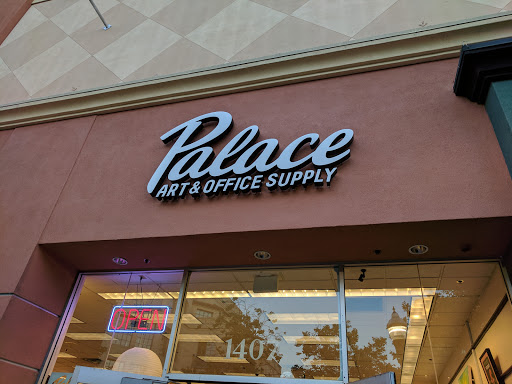 Palace
ART & OFFICE SUPPLY
OPEN
1407